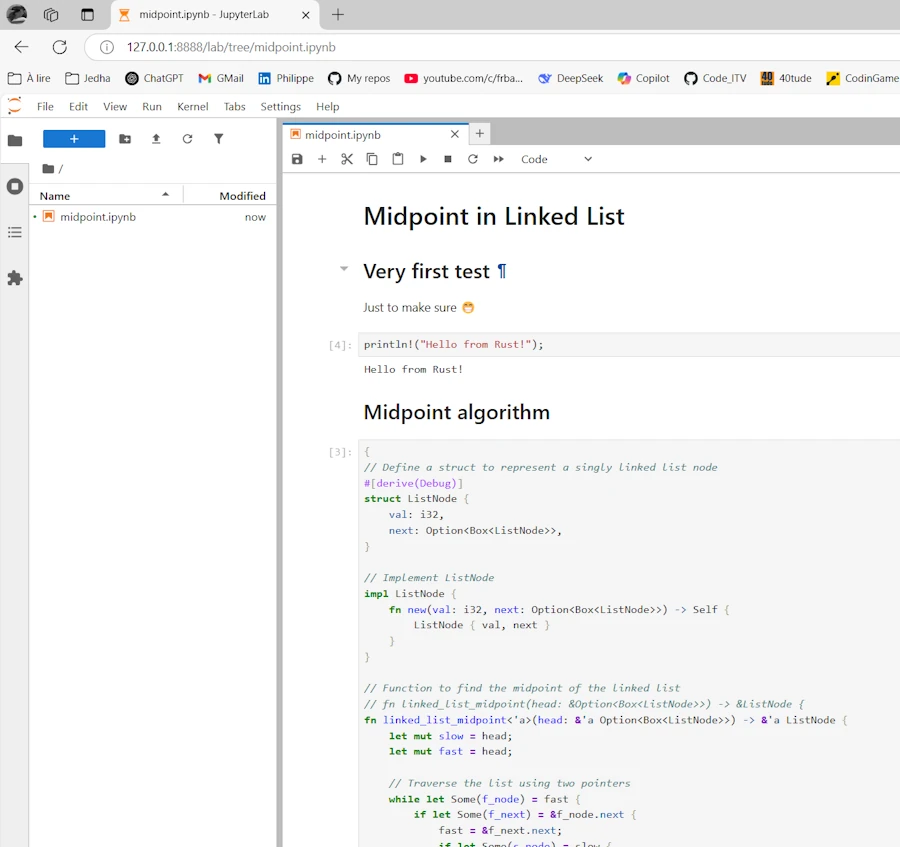 midpoint.ipynb - JupyterLab
127.0.0.1:8888/lab/tree/midpoint.ipynb
À lire Jedha ChatGPT GMail Philippe My repos youtube.com/c/frba... DeepSeek Copilot Code_ITV 40tude CodinGame
File Edit View Run Kernel Tabs Settings Help
midpoint.ipynb
Code
/
Name Modified
midpoint.ipynb now
Midpoint in Linked List
Very first test ¶
Just to make sure 😁
[4]: println!("Hello from Rust!");
Hello from Rust!
Midpoint algorithm
[3]: {
// Define a struct to represent a singly linked list node
#[derive(Debug)]
struct ListNode {
    val: i32,
    next: Option<Box<ListNode>>,
}
// Implement ListNode
impl ListNode {
    fn new(val: i32, next: Option<Box<ListNode>>) -> Self {
        ListNode { val, next }
    }
}
// Function to find the midpoint of the linked list
// fn linked_list_midpoint(head: &Option<Box<ListNode>>) -> &ListNode {
fn linked_list_midpoint<'a>(head: &'a Option<Box<ListNode>>) -> &'a ListNode {
    let mut slow = head;
    let mut fast = head;
    // Traverse the list using two pointers
    while let Some(f_node) = fast {
        if let Some(f_next) = &f_node.next {
            fast = &f_next.next;
            if let Some(s_node) = slow {